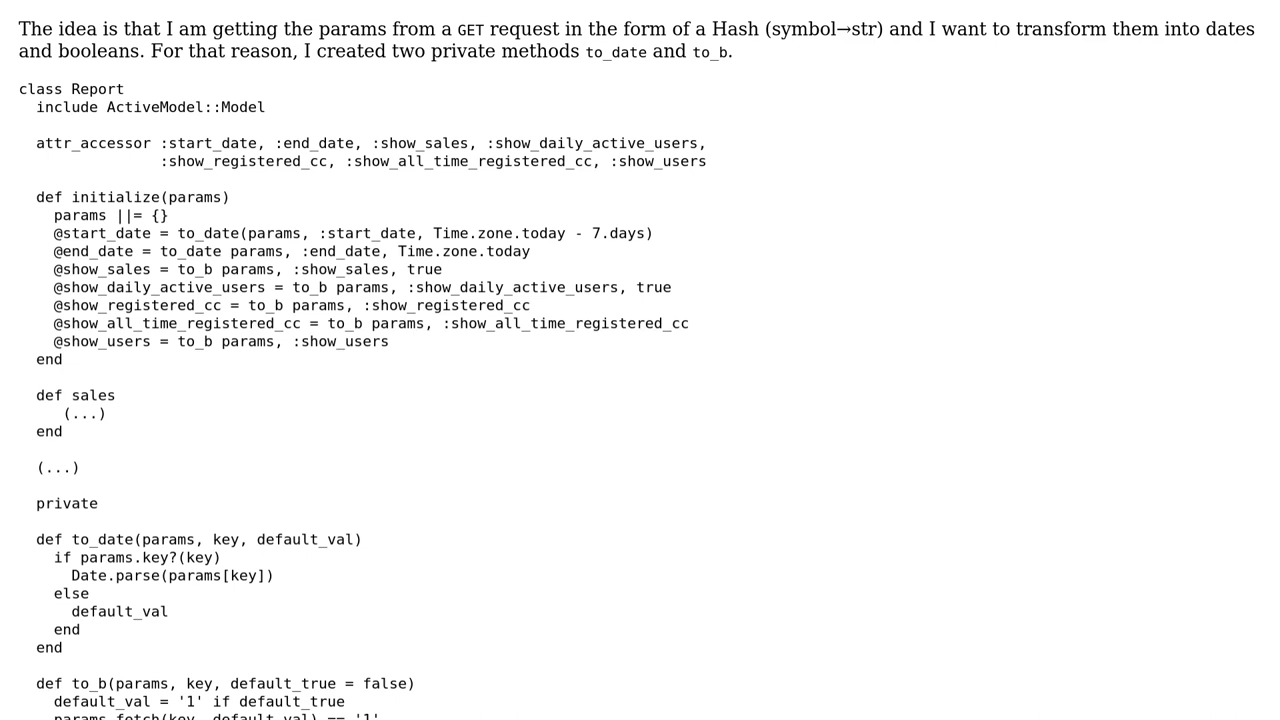 The idea is that I am getting the params from a GET request in the form of a Hash (symbol→str) and I want to transform them into dates
and booleans. For that reason, I created two private methods to_date and to_b.
class Report
  include ActiveModel::Model

  attr_accessor :start_date, :end_date, :show_sales, :show_daily_active_users,
                :show_registered_cc, :show_all_time_registered_cc, :show_users

  def initialize(params)
    params ||= {}
    @start_date = to_date(params, :start_date, Time.zone.today - 7.days)
    @end_date = to_date params, :end_date, Time.zone.today
    @show_sales = to_b params, :show_sales, true
    @show_daily_active_users = to_b params, :show_daily_active_users, true
    @show_registered_cc = to_b params, :show_registered_cc
    @show_all_time_registered_cc = to_b params, :show_all_time_registered_cc
    @show_users = to_b params, :show_users
  end

  def sales
     (...)
  end

  (...)

  private

  def to_date(params, key, default_val)
    if params.key?(key)
      Date.parse(params[key])
    else
      default_val
    end
  end

  def to_b(params, key, default_true = false)
    default_val = '1' if default_true
    params.fetch(key, default_val) == '1'